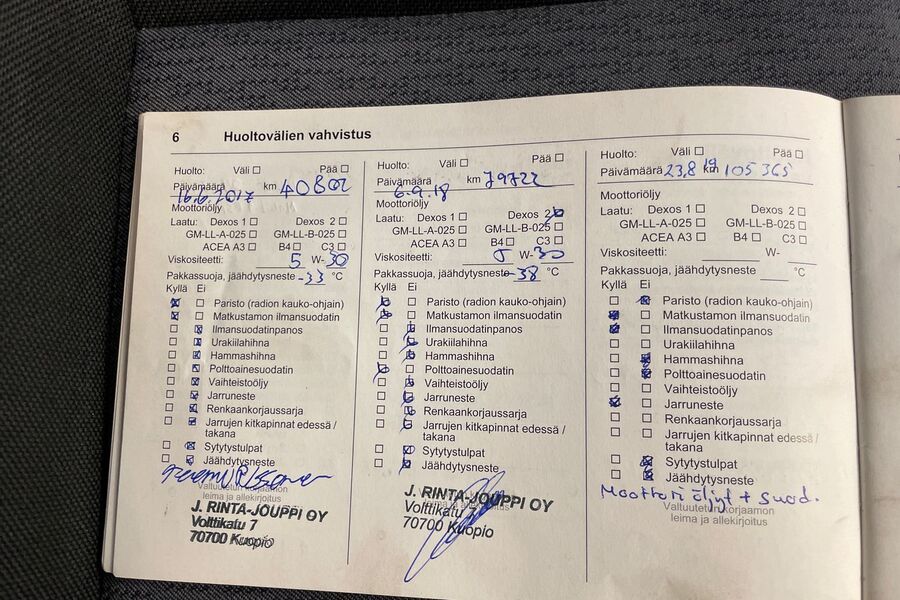 6 Huoltovälien vahvistus
Huolto: Väli Pää
Päivämäärä km
16.6.2017 40802
Moottoriöljy
Laatu: Dexos 1 Dexos 2
GM-LL-A-025 GM-LL-B-025
ACEA A3 B4 C3
Viskositeetti: 5 W-30
Pakkassuoja, jäähdytysneste -33 °C
Kyllä Ei
Paristo (radion kauko-ohjain)
Matkustamon ilmansuodatin
Ilmansuodatinpanos
Urakiilahihna
Hammashihna
Polttoainesuodatin
Vaihteistoöljy
Jarruneste
Renkaankorjaussarja
Jarrujen kitkapinnat edessä /
takana
Sytytystulpat
Jäähdytysneste
Valtuutetun korjaamon
leima ja allekirjoitus
J. RINTA-JOUPPI OY
Volttikatu 7
70700 Kuopio
Huolto: Väli Pää
Päivämäärä km
6.9.18 79722
Moottoriöljy
Laatu: Dexos 1 Dexos 2
GM-LL-A-025 GM-LL-B-025
ACEA A3 B4 C3
Viskositeetti: 5 W-30
Pakkassuoja, jäähdytysneste -38 °C
Kyllä Ei
Paristo (radion kauko-ohjain)
Matkustamon ilmansuodatin
Ilmansuodatinpanos
Urakiilahihna
Hammashihna
Polttoainesuodatin
Vaihteistoöljy
Jarruneste
Renkaankorjaussarja
Jarrujen kitkapinnat edessä /
takana
Sytytystulpat
Jäähdytysneste
leima ja allekirjoitus
J. RINTA-JOUPPI OY
Volttikatu 7
70700 Kuopio
Huolto: Väli Pää
Päivämäärä 23,8 19 km 105365
Moottoriöljy
Laatu: Dexos 1 Dexos 2
GM-LL-A-025 GM-LL-B-025
ACEA A3 B4 C3
Viskositeetti: W-
Pakkassuoja, jäähdytysneste °C
Kyllä Ei
Paristo (radion kauko-ohjain)
Matkustamon ilmansuodatin
Ilmansuodatinpanos
Urakiilahihna
Hammashihna
Polttoainesuodatin
Vaihteistoöljy
Jarruneste
Renkaankorjaussarja
Jarrujen kitkapinnat edessä /
takana
Sytytystulpat
Jäähdytysneste
Moottori öljyt + suod.
Valtuutetun korjaamon
leima ja allekirjoitus